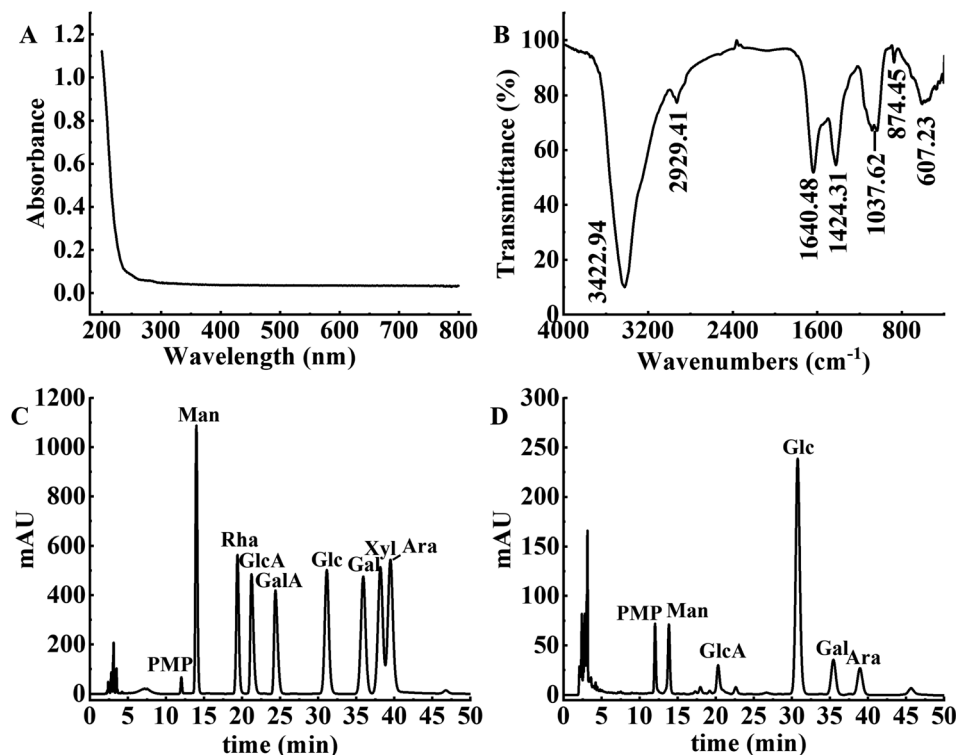 A
Absorbance
1.2
1.0
0.8
0.6
0.4
0.2
0.0
200 300 400 500 600 700 800
Wavelength (nm)
B
Transmittance (%)
100
80
60
40
20
0
3422.94
2929.41
1640.48
1424.31
1037.62
874.45
607.23
4000 3200 2400 1600 800
Wavenumbers (cm⁻¹)
C
mAU
1200
1000
800
600
400
200
0
PMP
Man
Rha
GlcA
GalA
Glc
Gal
Xyl
Ara
0 5 10 15 20 25 30 35 40 45 50
time (min)
D
mAU
300
250
200
150
100
50
0
PMP
Man
GlcA
Glc
Gal
Ara
0 5 10 15 20 25 30 35 40 45 50
time (min)